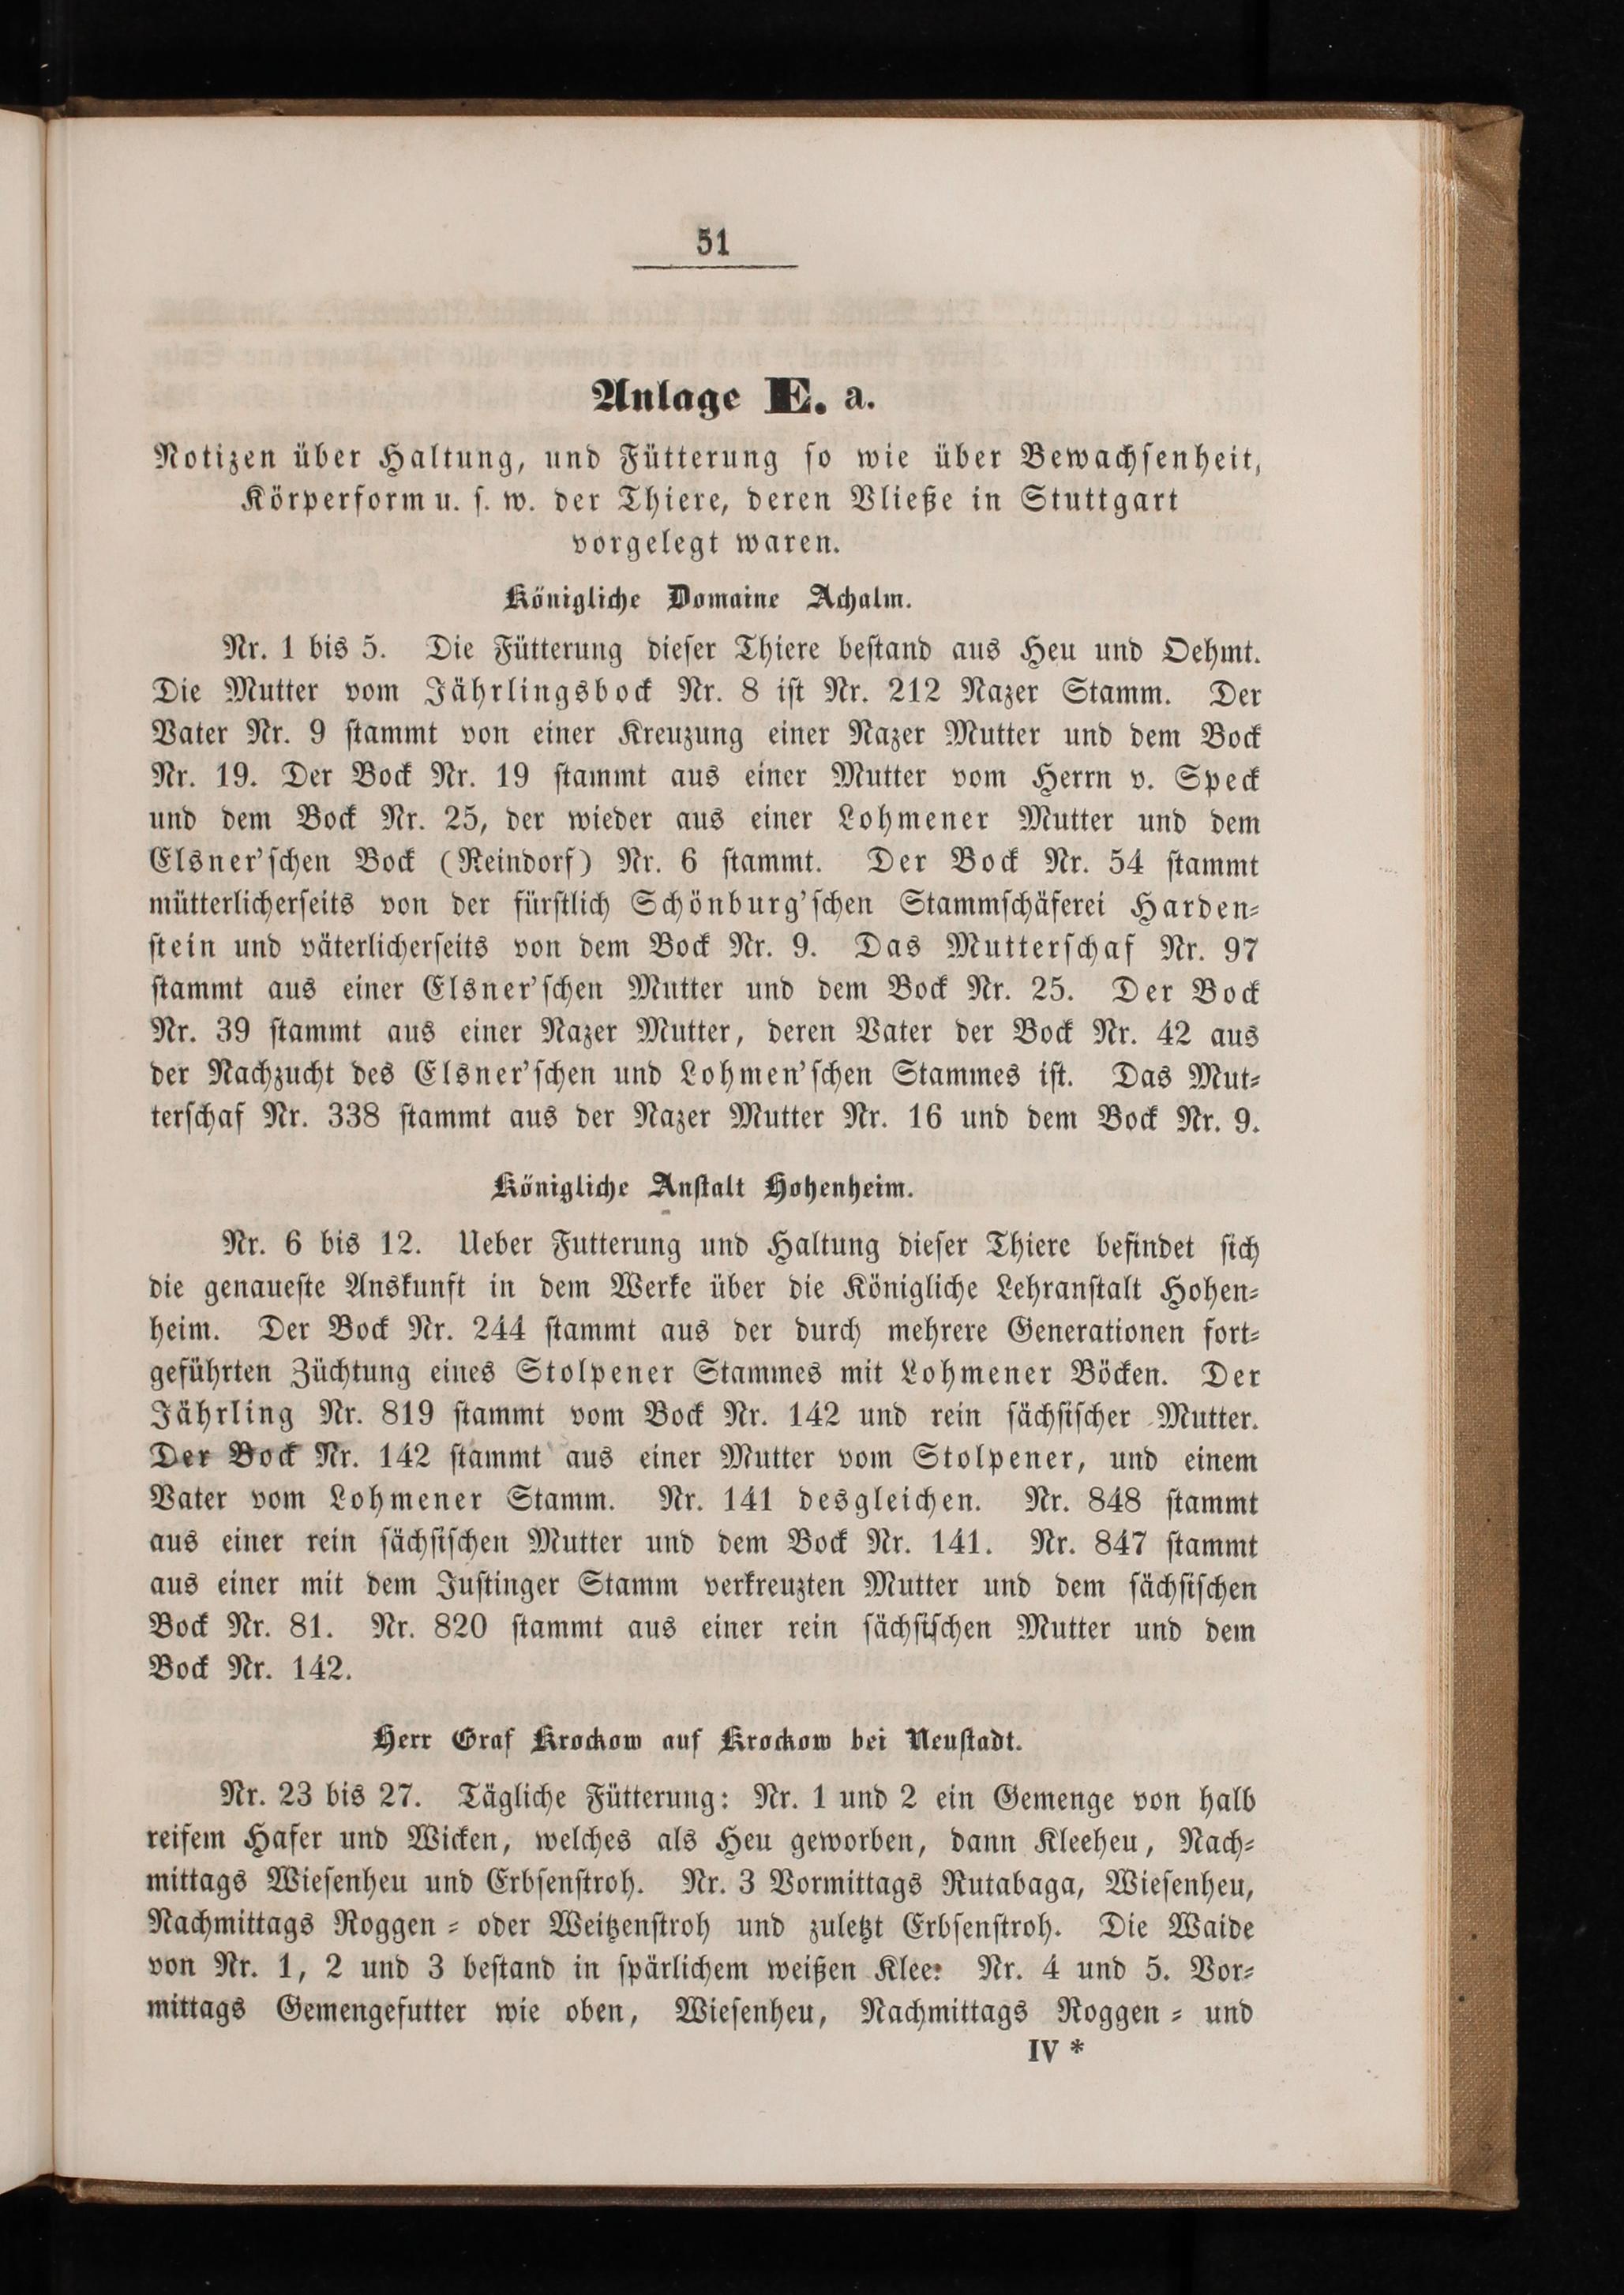 51
Anlage E. a.
Notizen über Haltung, und Fütterung ſo wie über Bewachſenheit,
Körperform u. ſ. w. der Thiere, deren Vließe in Stuttgart
vorgelegt waren.
Königliche Domaine Achalm.
Nr. 1 bis 5. Die Fütterung dieſer Thiere beſtand aus Heu und Oehmt.
Die Mutter vom Jährlingsbock Nr. 8 iſt Nr. 212 Nazer Stamm. Der
Vater Nr. 9 ſtammt von einer Kreuzung einer Nazer Mutter und dem Bock
Nr. 19. Der Bock Nr. 19 ſtammt aus einer Mutter vom Herrn v. Speck
und dem Bock Nr. 25, der wieder aus einer Lohmener Mutter und dem
Elsner'ſchen Bock (Reindorf) Nr. 6 ſtammt. Der Bock Nr. 54 ſtammt
mütterlicherſeits von der fürſtlich Schönburg'ſchen Stammſchäferei Harden⸗
ſtein und väterlicherſeits von dem Bock Nr. 9. Das Mutterſchaf Nr. 97
ſtammt aus einer Elsner'ſchen Mutter und dem Bock Nr. 25. Der Bock
Nr. 39 ſtammt aus einer Nazer Mutter, deren Vater der Bock Nr. 42 aus
der Nachzucht des Elsner'ſchen und Lohmen'ſchen Stammes iſt. Das Mut⸗
terſchaf Nr. 338 ſtammt aus der Nazer Mutter Nr. 16 und dem Bock Nr. 9.
Königliche Anſtalt Hohenheim.
Nr. 6 bis 12. Ueber Futterung und Haltung dieſer Thiere befindet ſich
die genaueſte Anskunft in dem Werke über die Königliche Lehranſtalt Hohen⸗
heim. Der Bock Nr. 244 ſtammt aus der durch mehrere Generationen fort⸗
geführten Züchtung eines Stolpener Stammes mit Lohmener Böcken. Der
Jährling Nr. 819 ſtammt vom Bock Nr. 142 und rein ſächſiſcher Mutter.
Der Bock Nr. 142 ſtammt aus einer Mutter vom Stolpener, und einem
Vater vom Lohmener Stamm. Nr. 141 desgleichen. Nr. 848 ſtammt
aus einer rein ſächſiſchen Mutter und dem Bock Nr. 141. Nr. 847 ſtammt
aus einer mit dem Juſtinger Stamm verkreuzten Mutter und dem ſächſiſchen
Bock Nr. 81. Nr. 820 ſtammt aus einer rein ſächſiſchen Mutter und dem
Bock Nr. 142.
Herr Graf Krockow auf Krockow bei Neuſtadt.
Nr. 23 bis 27. Tägliche Fütterung: Nr. 1 und 2 ein Gemenge von halb
reifem Hafer und Wicken, welches als Heu geworben, dann Kleeheu, Nach⸗
mittags Wieſenheu und Erbſenſtroh. Nr. 3 Vormittags Rutabaga, Wieſenheu,
Nachmittags Roggen⸗ oder Weitzenſtroh und zuletzt Erbſenſtroh. Die Waide
von Nr. 1, 2 und 3 beſtand in ſpärlichem weißen Klee: Nr. 4 und 5. Vor⸗
mittags Gemengefutter wie oben, Wieſenheu, Nachmittags Roggen⸗ und
IV *